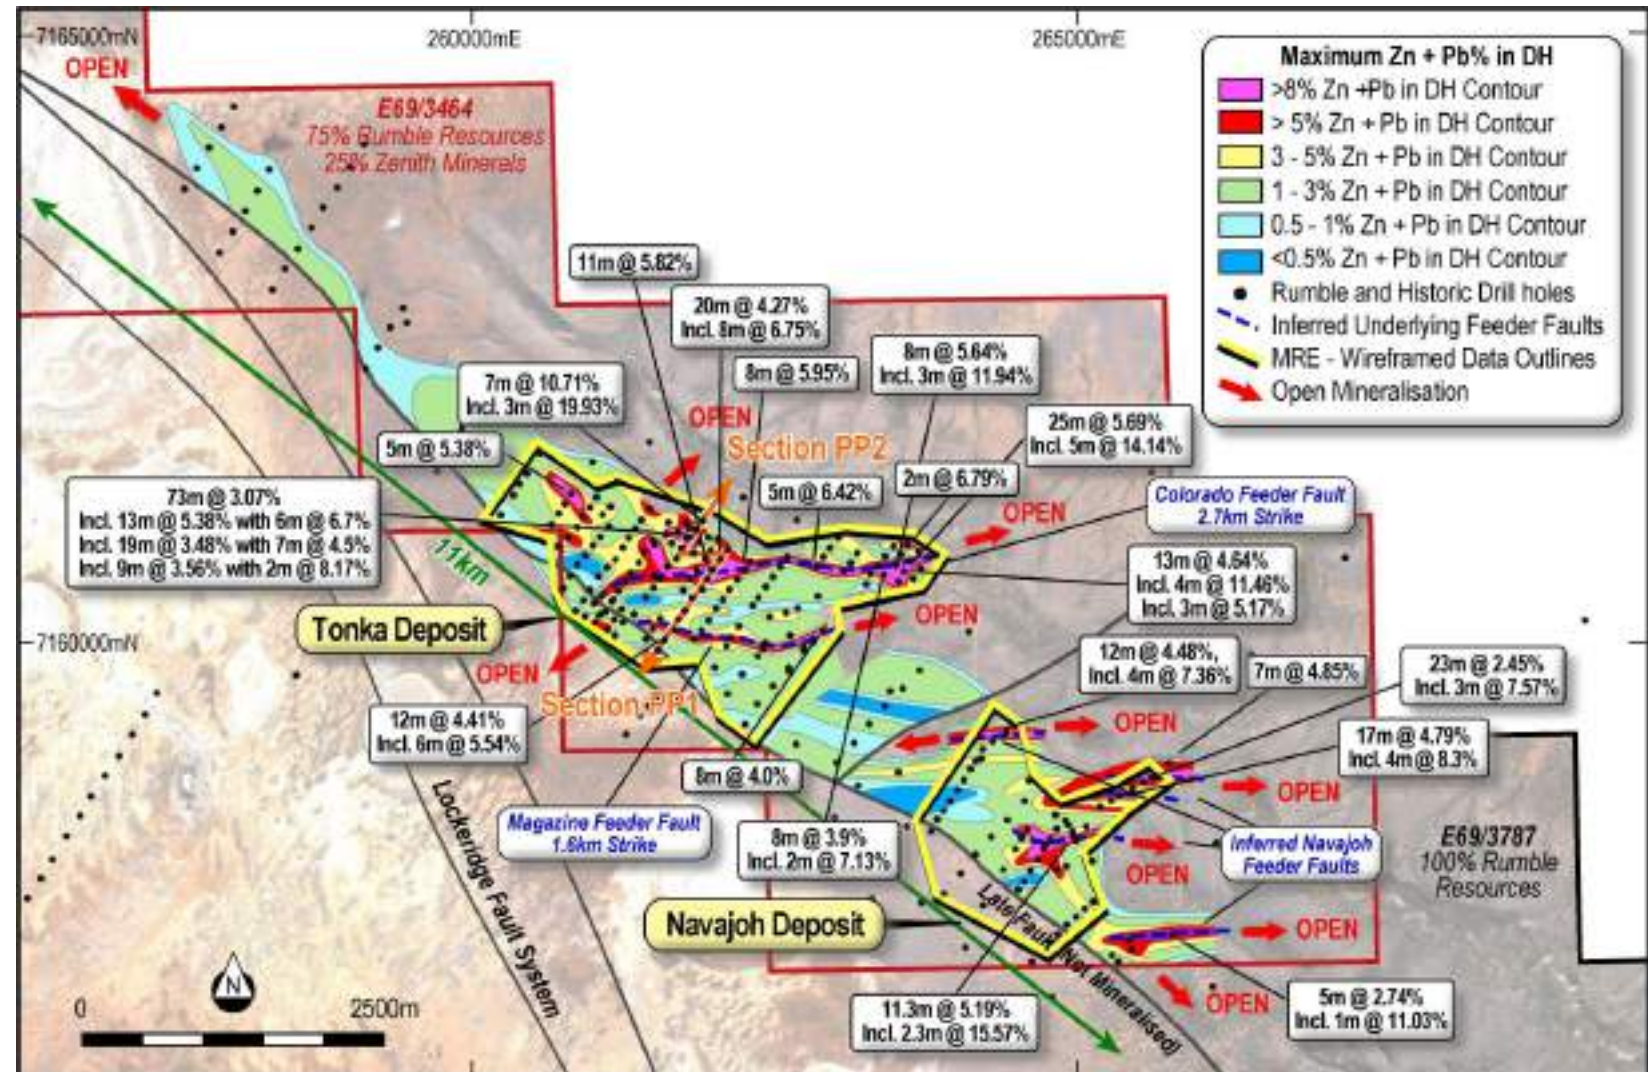 7165000mN
260000mE
265000mE
OPEN
E69/3464
75% Rumble Resources
25% Zenith Minerals
Maximum Zn + Pb% in DH
>8% Zn +Pb in DH Contour
> 5% Zn + Pb in DH Contour
3 - 5% Zn + Pb in DH Contour
1 - 3% Zn + Pb in DH Contour
0.5 - 1% Zn + Pb in DH Contour
<0.5% Zn + Pb in DH Contour
Rumble and Historic Drill holes
Inferred Underlying Feeder Faults
MRE - Wireframed Data Outlines
Open Mineralisation
11m @ 5.82%
20m @ 4.27%
Incl. 8m @ 6.75%
8m @ 5.95%
8m @ 5.64%
Incl. 3m @ 11.94%
7m @ 10.71%
Incl. 3m @ 19.93%
OPEN
25m @ 5.69%
Incl. 5m @ 14.14%
5m @ 5.38%
Section PP2
5m @ 6.42%
2m @ 6.79%
73m @ 3.07%
Incl. 13m @ 5.38% with 6m @ 6.7%
Incl. 19m @ 3.48% with 7m @ 4.5%
Incl. 9m @ 3.56% with 2m @ 8.17%
OPEN
Colorado Feeder Fault
2.7km Strike
11km
13m @ 4.64%
Incl. 4m @ 11.46%
Incl. 3m @ 5.17%
Tonka Deposit
OPEN
7160000mN
OPEN
12m @ 4.48%,
Incl. 4m @ 7.36%
7m @ 4.85%
23m @ 2.45%
Incl. 3m @ 7.57%
Section PP1
12m @ 4.41%
Incl. 6m @ 5.54%
OPEN
17m @ 4.79%
Incl. 4m @ 8.3%
8m @ 4.0%
OPEN
Lockeridge Fault System
Magazine Feeder Fault
1.6km Strike
8m @ 3.9%
Incl. 2m @ 7.13%
OPEN
Inferred Navajoh
Feeder Faults
E69/3787
100% Rumble
Resources
Navajoh Deposit
Late Fault (Not Mineralised)
OPEN
OPEN
N
0
2500m
11.3m @ 5.19%
Incl. 2.3m @ 15.57%
5m @ 2.74%
Incl. 1m @ 11.03%